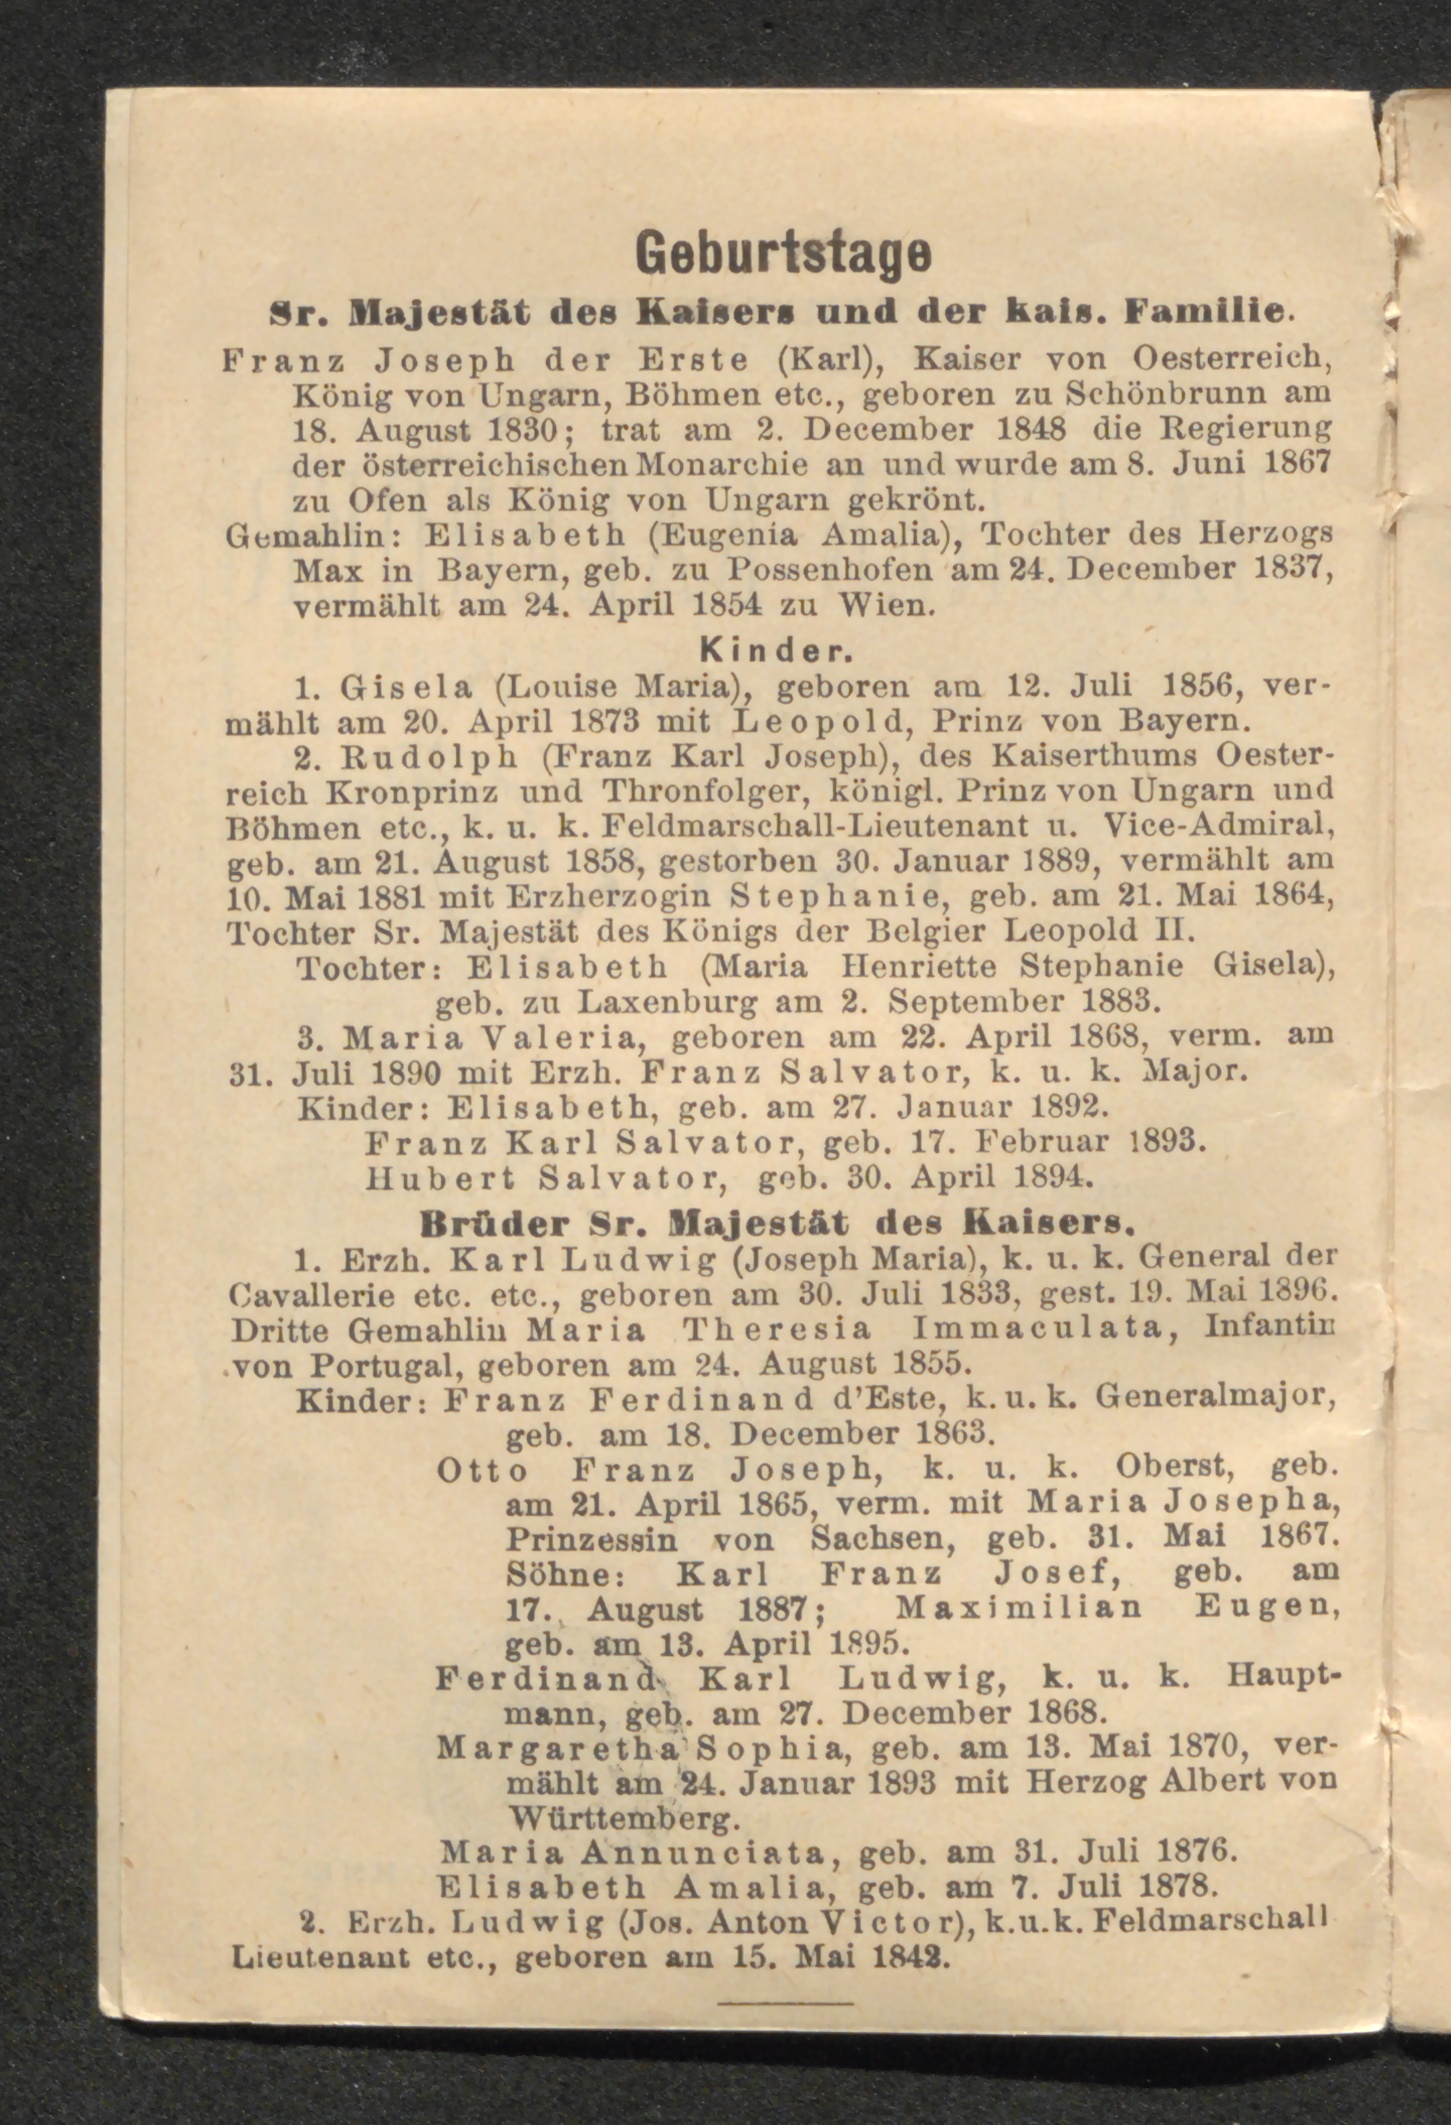 Geburtstage
Sr. Majestät des Kaisers und der kais. Familie.
Franz Joseph der Erste (Karl), Kaiser von Oesterreich,
König von Ungarn, Böhmen etc., geboren zu Schönbrunn am
18. August 1830; trat am 2. December 1848 die Regierung
der österreichischen Monarchie an und wurde am 8. Juni 1867
zu Ofen als König von Ungarn gekrönt.
Gemahlin: Elisabeth (Eugenia Amalia), Tochter des Herzogs
Max in Bayern, geb. zu Possenhofen am 24. December 1837,
vermählt am 24. April 1854 zu Wien.
Kinder.
1. Gisela (Louise Maria), geboren am 12. Juli 1856, ver-
mählt am 20. April 1873 mit Leopold, Prinz von Bayern.
2. Rudolph (Franz Karl Joseph), des Kaiserthums Oester-
reich Kronprinz und Thronfolger, königl. Prinz von Ungarn und
Böhmen etc., k. u. k. Feldmarschall-Lieutenant u. Vice-Admiral,
geb. am 21. August 1858, gestorben 30. Januar 1889, vermählt am
10. Mai 1881 mit Erzherzogin Stephanie, geb. am 21. Mai 1864,
Tochter Sr. Majestät des Königs der Belgier Leopold II.
Tochter: Elisabeth (Maria Henriette Stephanie Gisela),
geb. zu Laxenburg am 2. September 1883.
3. Maria Valeria, geboren am 22. April 1868, verm. am
31. Juli 1890 mit Erzh. Franz Salvator, k. u. k. Major.
Kinder: Elisabeth, geb. am 27. Januar 1892.
Franz Karl Salvator, geb. 17. Februar 1893.
Hubert Salvator, geb. 30. April 1894.
Brüder Sr. Majestät des Kaisers.
1. Erzh. Karl Ludwig (Joseph Maria), k. u. k. General der
Cavallerie etc. etc., geboren am 30. Juli 1833, gest. 19. Mai 1896.
Dritte Gemahlin Maria Theresia Immaculata, Infantin
von Portugal, geboren am 24. August 1855.
Kinder: Franz Ferdinand d'Este, k. u. k. Generalmajor,
geb. am 18. December 1863.
Otto Franz Joseph, k. u. k. Oberst, geb.
am 21. April 1865, verm. mit Maria Josepha,
Prinzessin von Sachsen, geb. 31. Mai 1867.
Söhne: Karl Franz Josef, geb. am
17. August 1887; Maximilian Eugen,
geb. am 13. April 1895.
Ferdinand Karl Ludwig, k. u. k. Haupt-
mann, geb. am 27. December 1868.
Margaretha Sophia, geb. am 13. Mai 1870, ver-
mählt am 24. Januar 1893 mit Herzog Albert von
Württemberg.
Maria Annunciata, geb. am 31. Juli 1876.
Elisabeth Amalia, geb. am 7. Juli 1878.
2. Erzh. Ludwig (Jos. Anton Victor), k. u. k. Feldmarschall
Lieutenant etc., geboren am 15. Mai 1842.